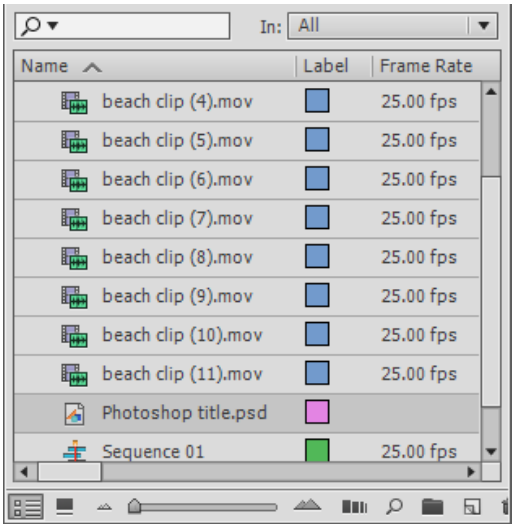 In: All
Name Label Frame Rate
beach clip (4).mov 25.00 fps
beach clip (5).mov 25.00 fps
beach clip (6).mov 25.00 fps
beach clip (7).mov 25.00 fps
beach clip (8).mov 25.00 fps
beach clip (9).mov 25.00 fps
beach clip (10).mov 25.00 fps
beach clip (11).mov 25.00 fps
Photoshop title.psd
Sequence 01 25.00 fps